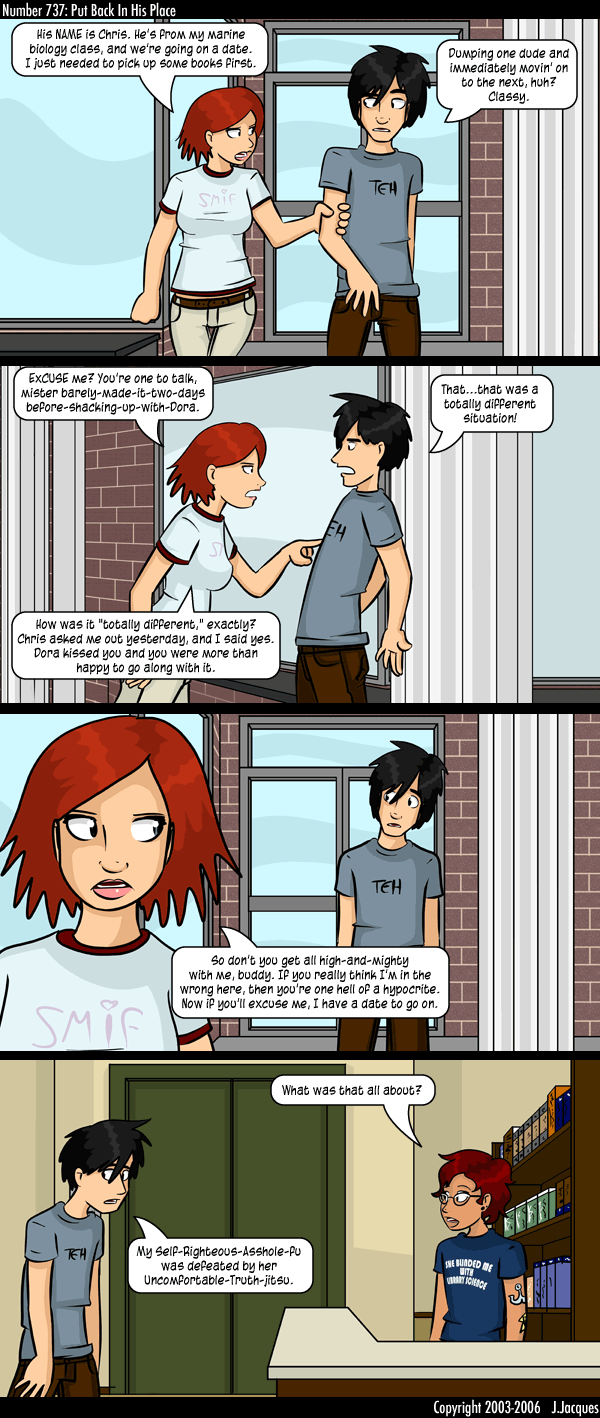 Number 737: Put Back In His Place
His NAME is Chris. He's from my marine
biology class, and we're going on a date.
I just needed to pick up some books first.
Dumping one dude and
immediately movin' on
to the next, huh?
Classy.
SMIF
TEH
EXCUSE me? You're one to talk,
mister barely-made-it-two-days
before-shacking-up-with-Dora.
That...that was a
totally different
situation!
SM
EH
How was it "totally different," exactly?
Chris asked me out yesterday, and I said yes.
Dora kissed you and you were more than
happy to go along with it.
TEH
So don't you get all high-and-mighty
with me, buddy. If you really think I'm in the
wrong here, then you're one hell of a hypocrite.
Now if you'll excuse me, I have a date to go on.
SMIF
What was that all about?
TEH
My Self-Righteous-Asshole-Fu
was defeated by her
Uncomfortable-Truth-jitsu.
SHE BLINDED ME
WITH
LIBRARY SCIENCE
Copyright 2003-2006 J.Jacques